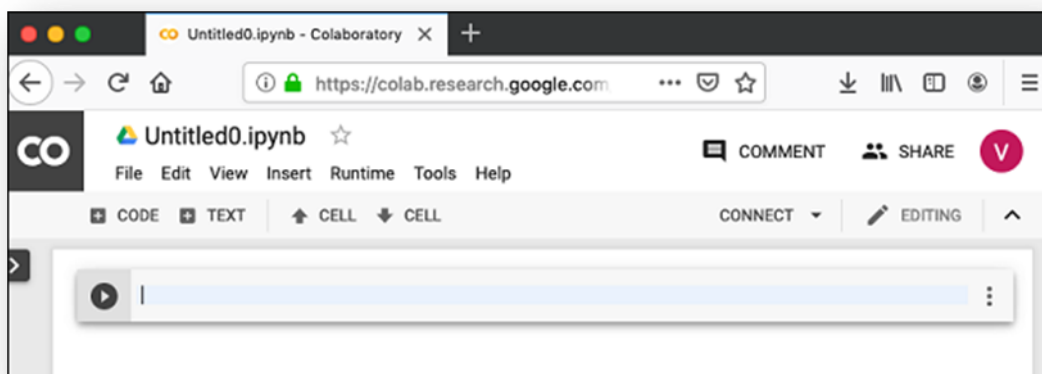 CO Untitled0.ipynb - Colaboratory
https://colab.research.google.com
CO Untitled0.ipynb COMMENT SHARE V
File Edit View Insert Runtime Tools Help
CODE TEXT CELL CELL CONNECT EDITING